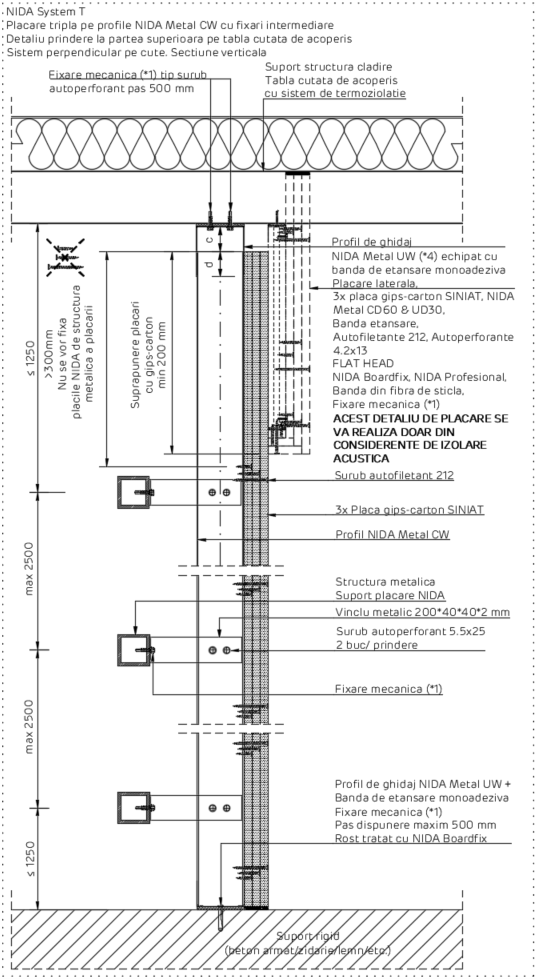 NIDA System T
Placare tripla pe profile NIDA Metal CW cu fixari intermediare
Detaliu prindere la partea superioara pe tabla cutata de acoperis
Sistem perpendicular pe cute. Sectiune verticala
Fixare mecanica (*1) tip surub
autoperforant pas 500 mm
Suport structura cladire
Tabla cutata de acoperis
cu sistem de termoziolatie
c
d
≤ 1250
>300mm
Nu se vor fixa
placile NIDA de structura
metalica a placarii
Suprapunere placari
cu gips-carton
min 200 mm
Profil de ghidaj
NIDA Metal UW (*4) echipat cu
banda de etansare monoadeziva
Placare laterala,
3x placa gips-carton SINIAT, NIDA
Metal CD60 & UD30,
Banda etansare,
Autofiletante 212, Autoperforante
4.2x13
FLAT HEAD
NIDA Boardfix, NIDA Profesional,
Banda din fibra de sticla,
Fixare mecanica (*1)
ACEST DETALIU DE PLACARE SE
VA REALIZA DOAR DIN
CONSIDERENTE DE IZOLARE
ACUSTICA
Surub autofiletant 212
3x Placa gips-carton SINIAT
Profil NIDA Metal CW
max 2500
Structura metalica
Suport placare NIDA
Vinclu metalic 200*40*40*2 mm
Surub autoperforant 5.5x25
2 buc/ prindere
Fixare mecanica (*1)
max 2500
Profil de ghidaj NIDA Metal UW +
Banda de etansare monoadeziva
Fixare mecanica (*1)
Pas dispunere maxim 500 mm
Rost tratat cu NIDA Boardfix
≤ 1250
Suport rigid
(beton armat/zidarie/lemn/etc.)